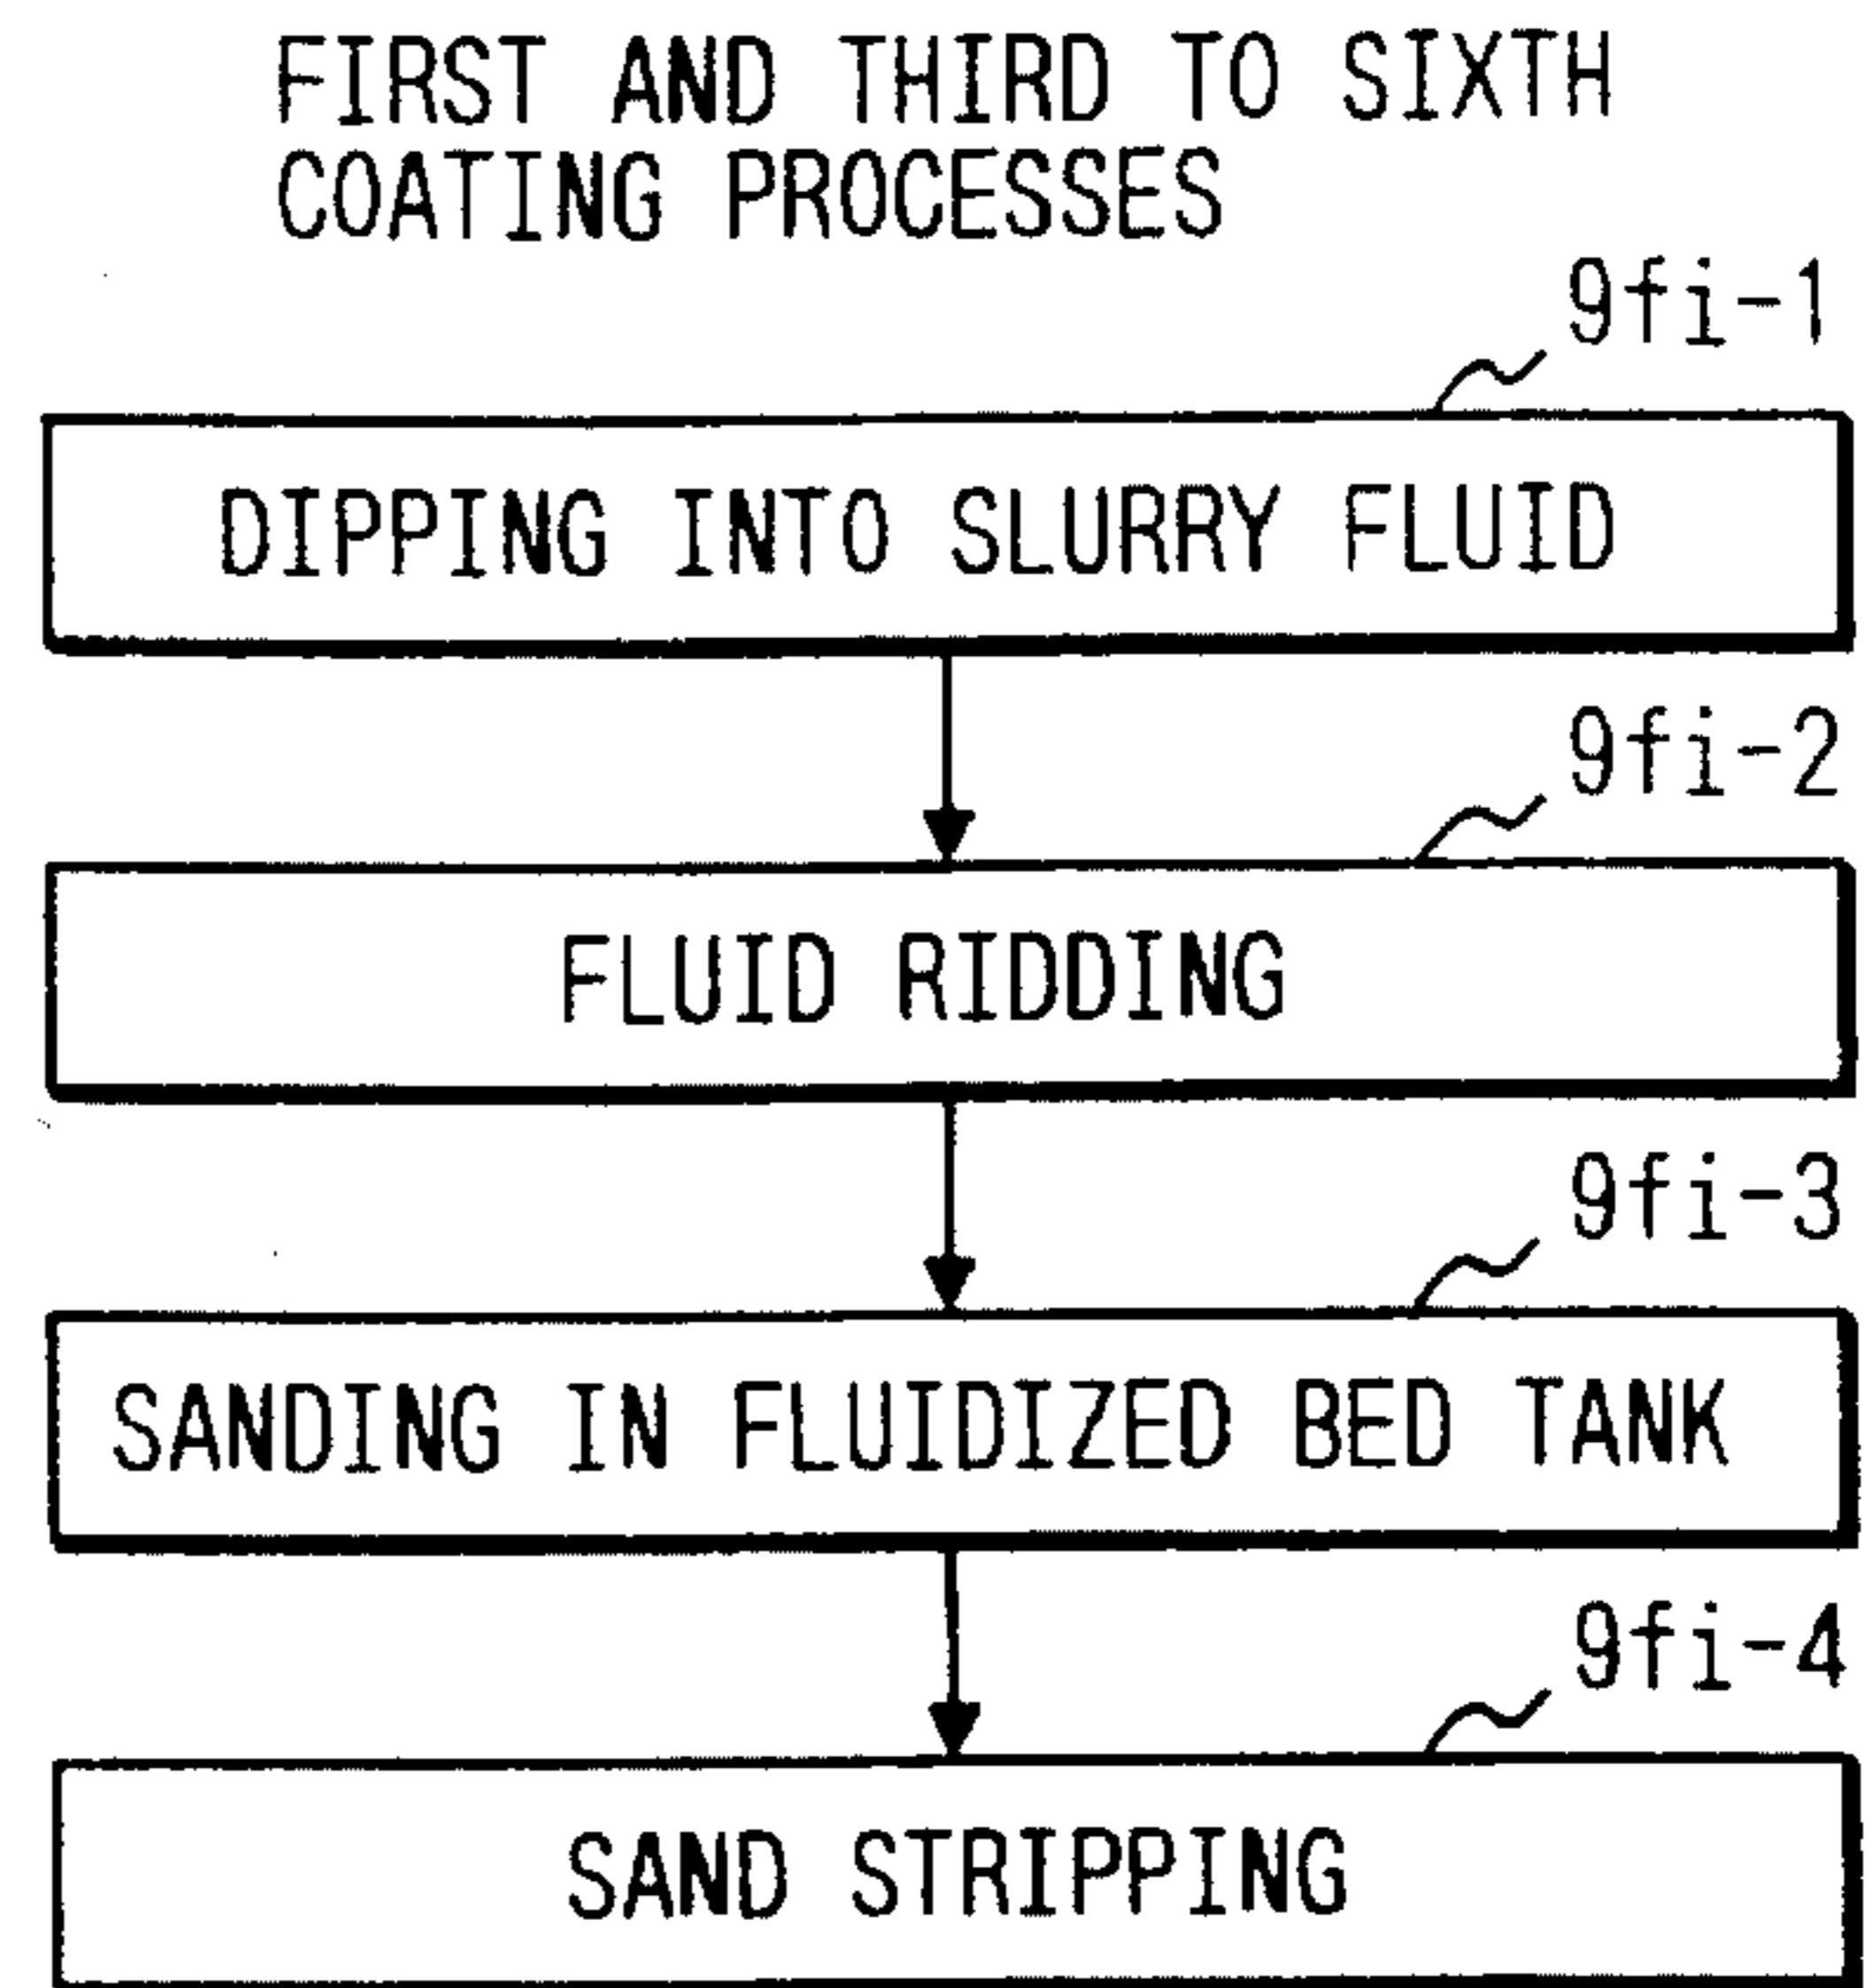 FIRST AND THIRD TO SIXTH
COATING PROCESSES
9fi-1
DIPPING INTO SLURRY FLUID
9fi-2
FLUID RIDDING
9fi-3
SANDING IN FLUIDIZED BED TANK
9fi-4
SAND STRIPPING